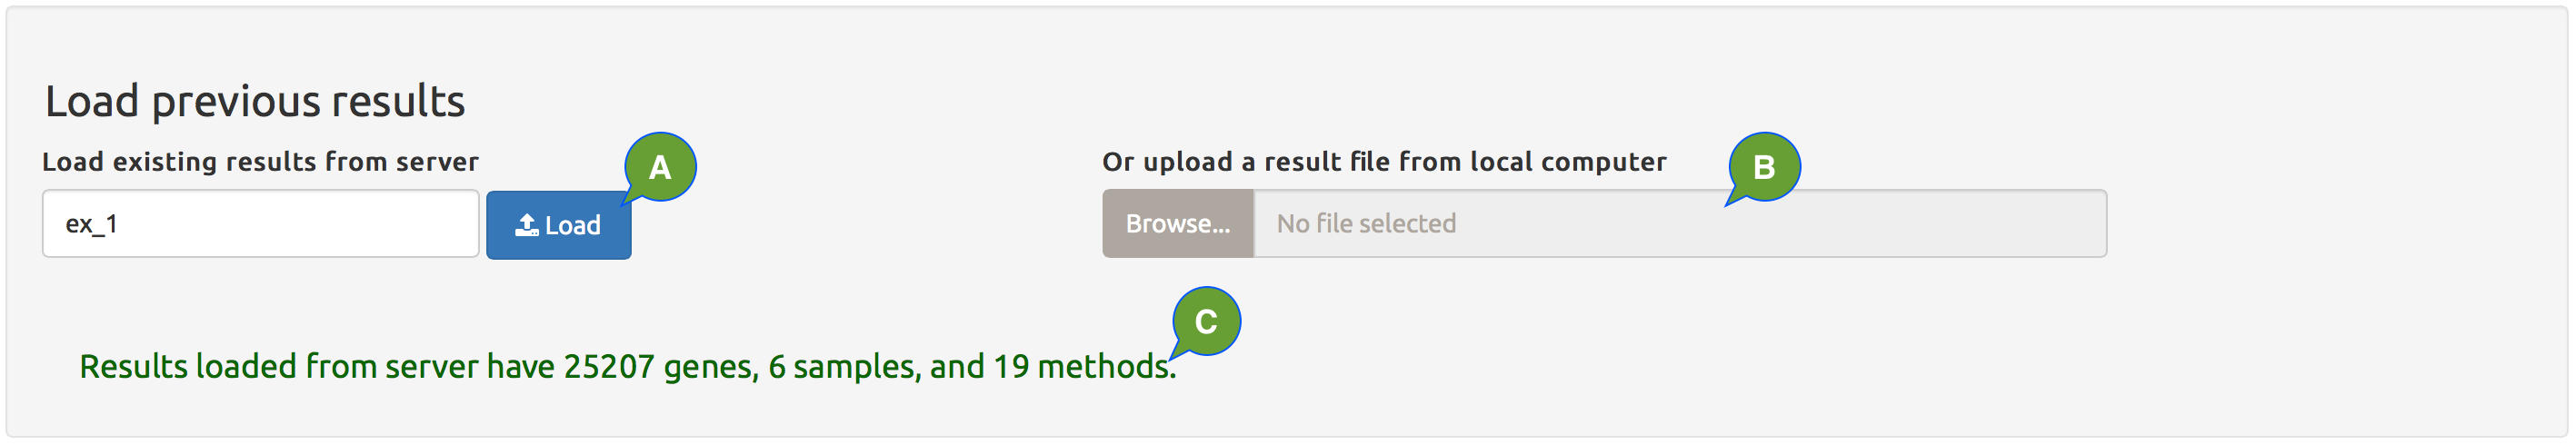 Load previous results
Load existing results from server
A
ex_1
Load
Or upload a result file from local computer
B
Browse...
No file selected
C
Results loaded from server have 25207 genes, 6 samples, and 19 methods.